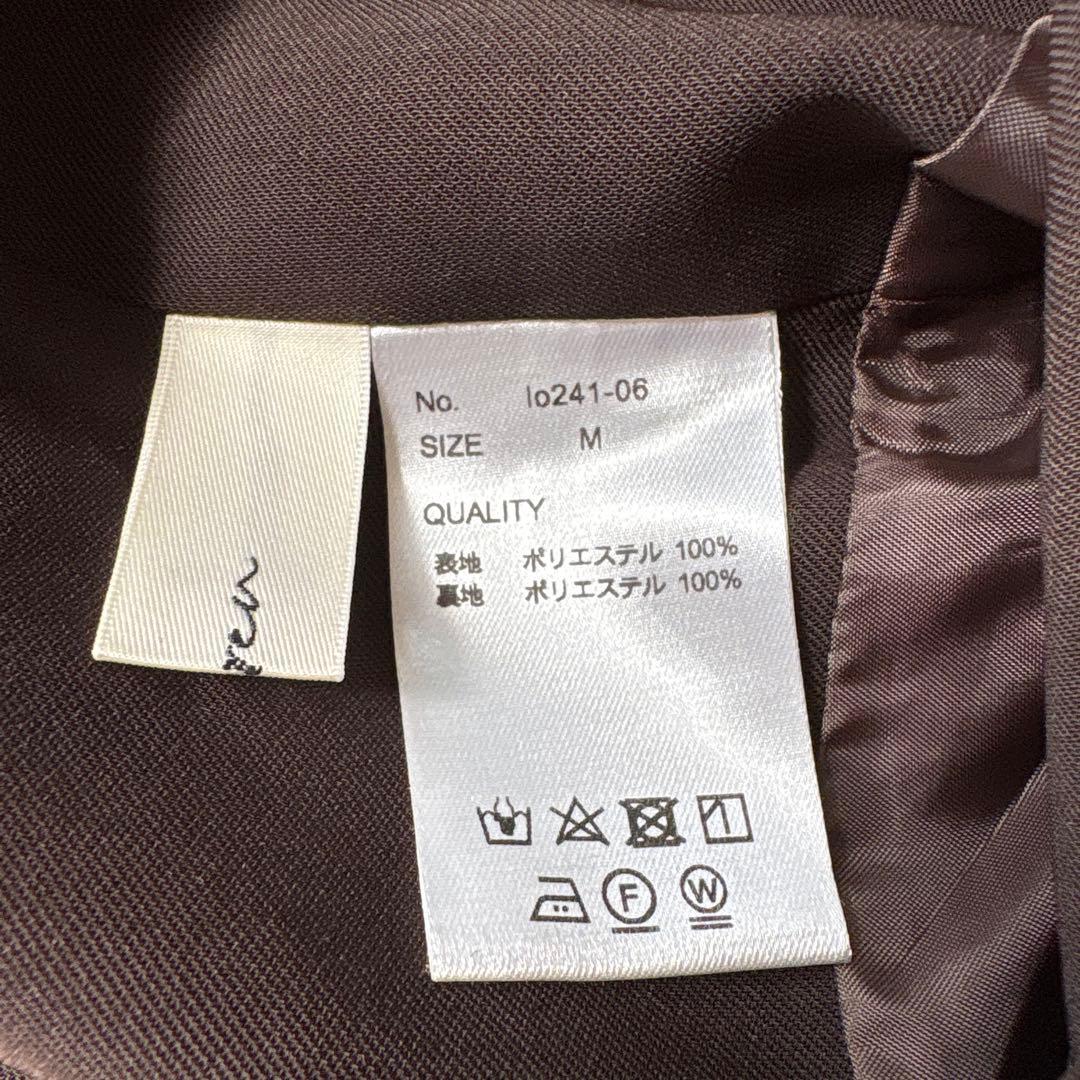 No. lo241-06
SIZE M
QUALITY
表地 ポリエステル 100%
裏地 ポリエステル 100%
F W